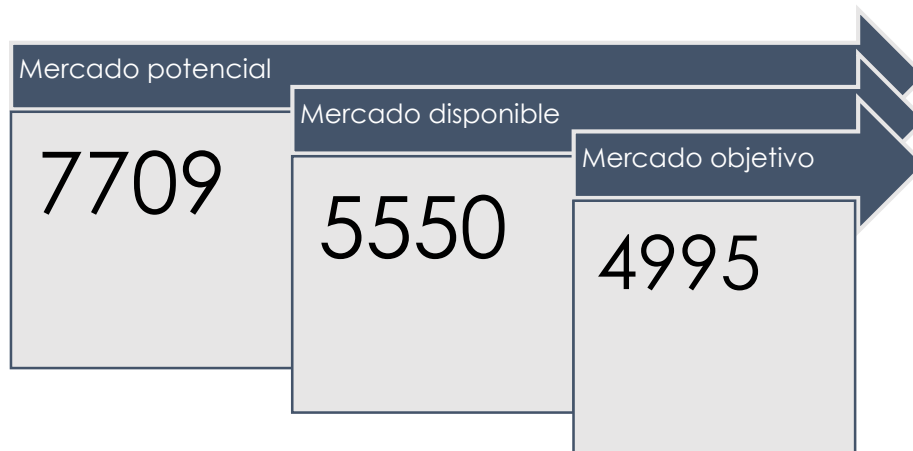 Mercado potencial
7709
Mercado disponible
5550
Mercado objetivo
4995